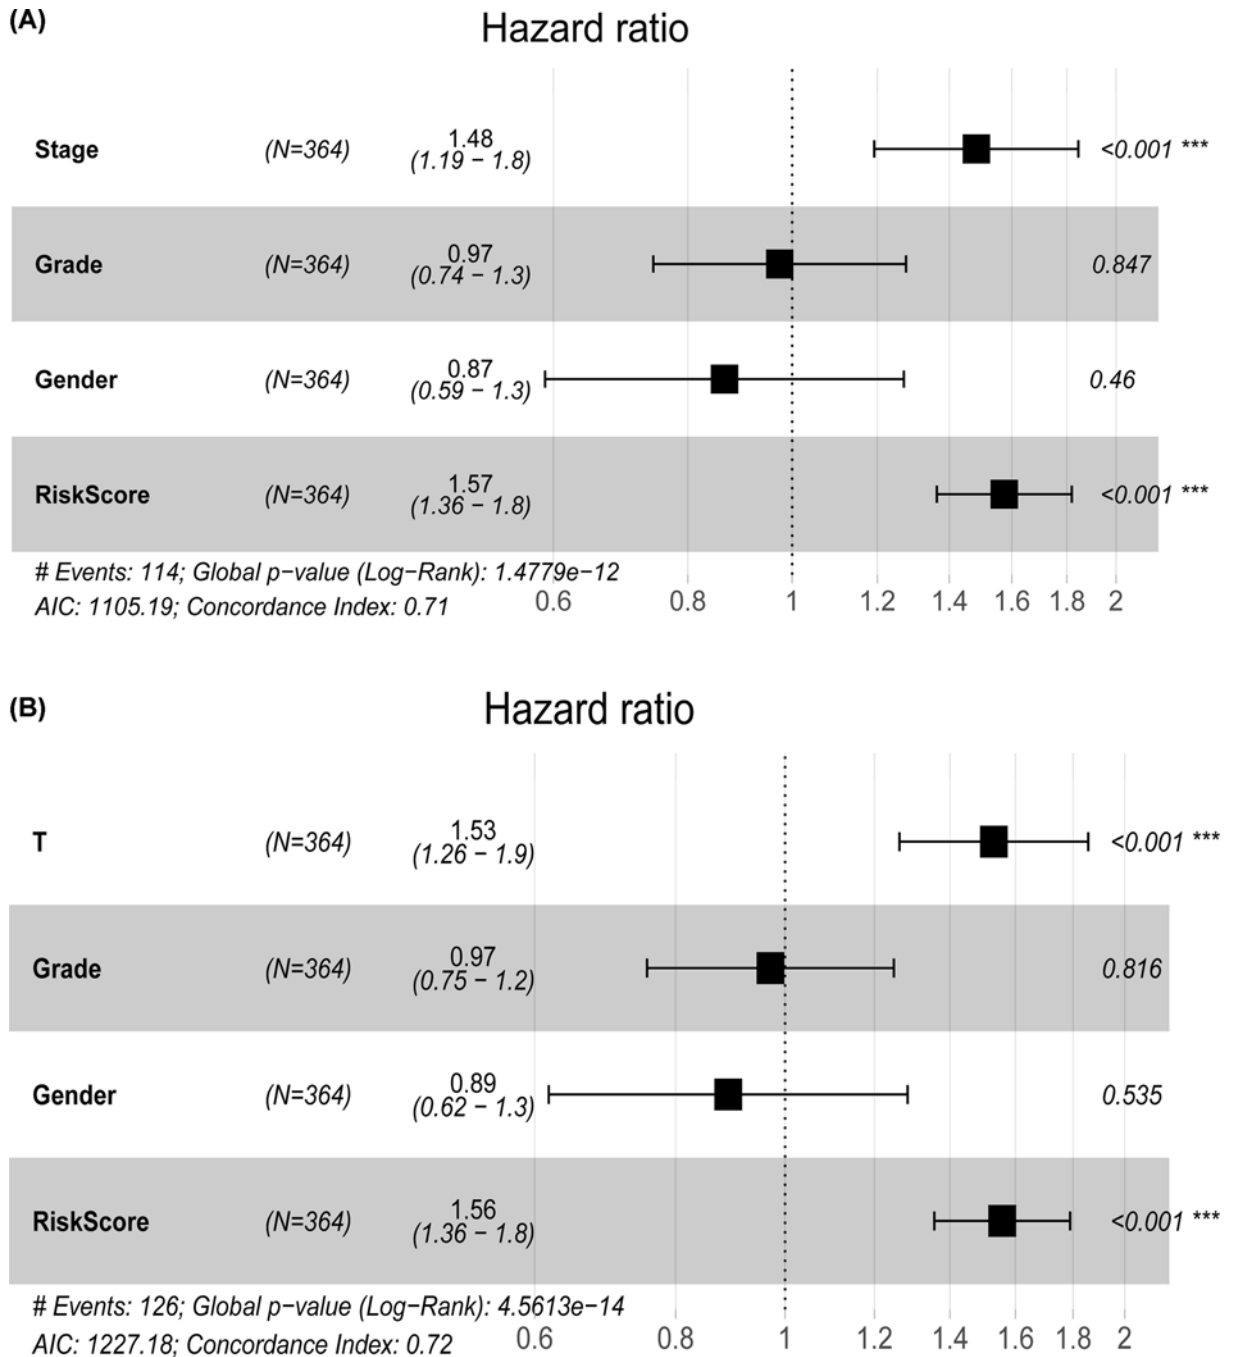 (A)
Hazard ratio
Stage (N=364) 1.48 <0.001 ***
(1.19 − 1.8)
Grade (N=364) 0.97 0.847
(0.74 − 1.3)
Gender (N=364) 0.87 0.46
(0.59 − 1.3)
RiskScore (N=364) 1.57 <0.001 ***
(1.36 − 1.8)
# Events: 114; Global p−value (Log−Rank): 1.4779e−12
AIC: 1105.19; Concordance Index: 0.71
0.6 0.8 1 1.2 1.4 1.6 1.8 2
(B)
Hazard ratio
T (N=364) 1.53 <0.001 ***
(1.26 − 1.9)
Grade (N=364) 0.97 0.816
(0.75 − 1.2)
Gender (N=364) 0.89 0.535
(0.62 − 1.3)
RiskScore (N=364) 1.56 <0.001 ***
(1.36 − 1.8)
# Events: 126; Global p−value (Log−Rank): 4.5613e−14
AIC: 1227.18; Concordance Index: 0.72
0.6 0.8 1 1.2 1.4 1.6 1.8 2